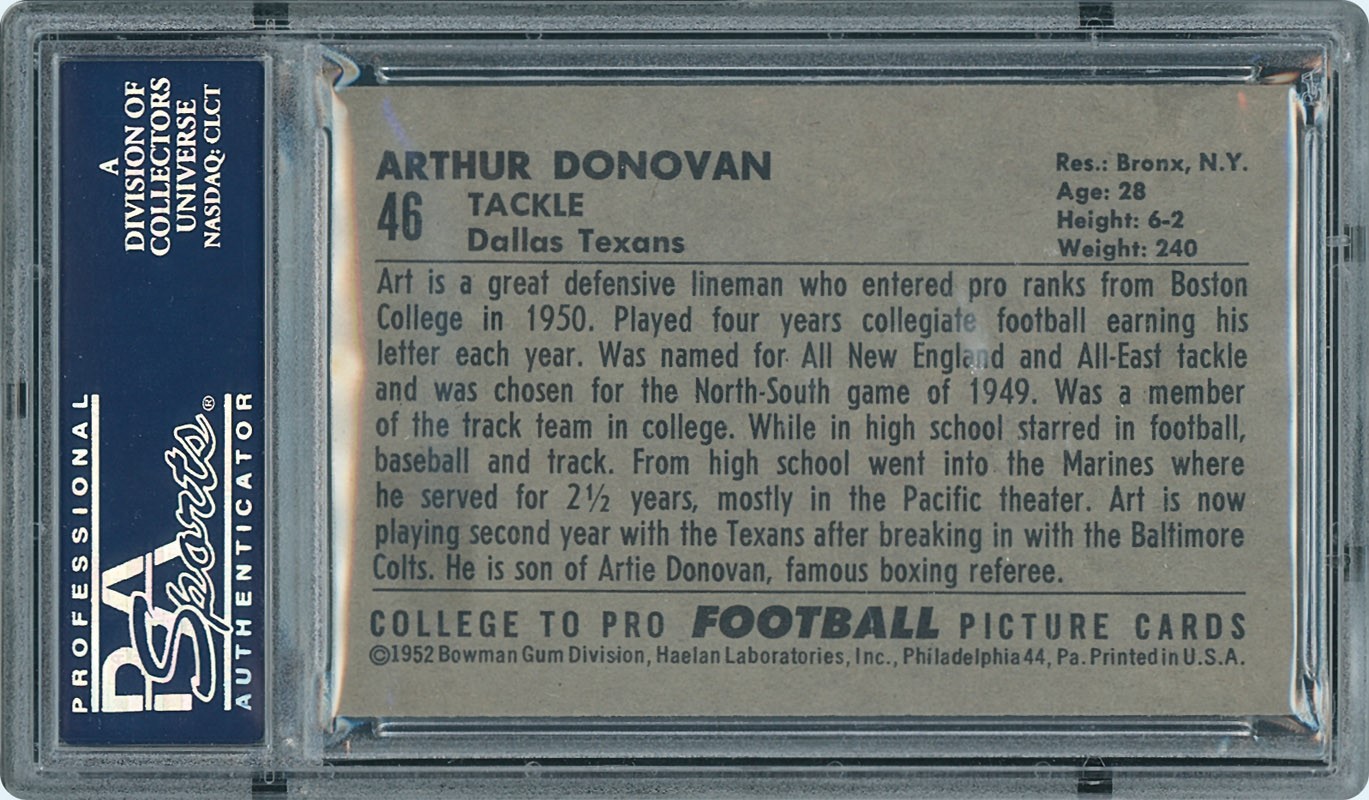 A
DIVISION OF
COLLECTORS
UNIVERSE
NASDAQ: CLCT
PROFESSIONAL
PSA
Sports®
AUTHENTICATOR
ARTHUR DONOVAN
46
TACKLE
Dallas Texans
Res.: Bronx, N.Y.
Age: 28
Height: 6-2
Weight: 240
Art is a great defensive lineman who entered pro ranks from Boston
College in 1950. Played four years collegiate football earning his
letter each year. Was named for All New England and All-East tackle
and was chosen for the North-South game of 1949. Was a member
of the track team in college. While in high school starred in football,
baseball and track. From high school went into the Marines where
he served for 2½ years, mostly in the Pacific theater. Art is now
playing second year with the Texans after breaking in with the Baltimore
Colts. He is son of Artie Donovan, famous boxing referee.
COLLEGE TO PRO FOOTBALL PICTURE CARDS
©1952 Bowman Gum Division, Haelan Laboratories, Inc., Philadelphia 44, Pa. Printed in U.S.A.